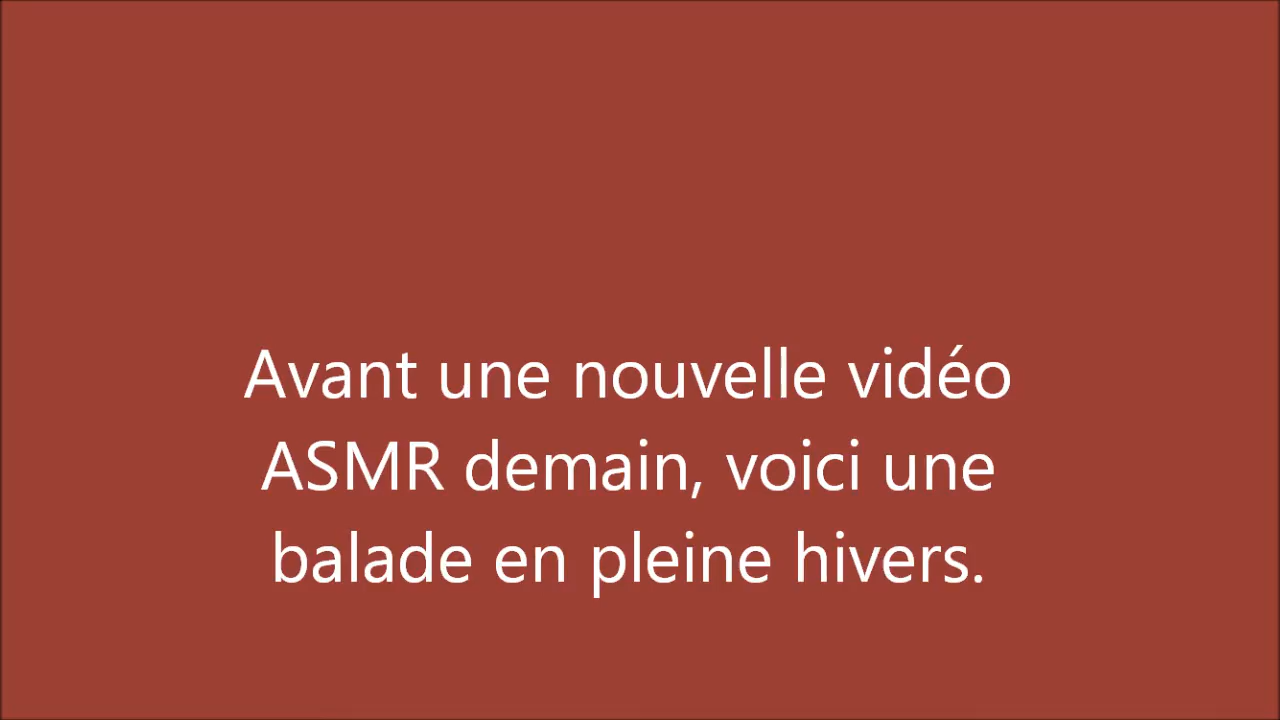 Avant une nouvelle vidéo
ASMR demain, voici une
balade en pleine hivers.